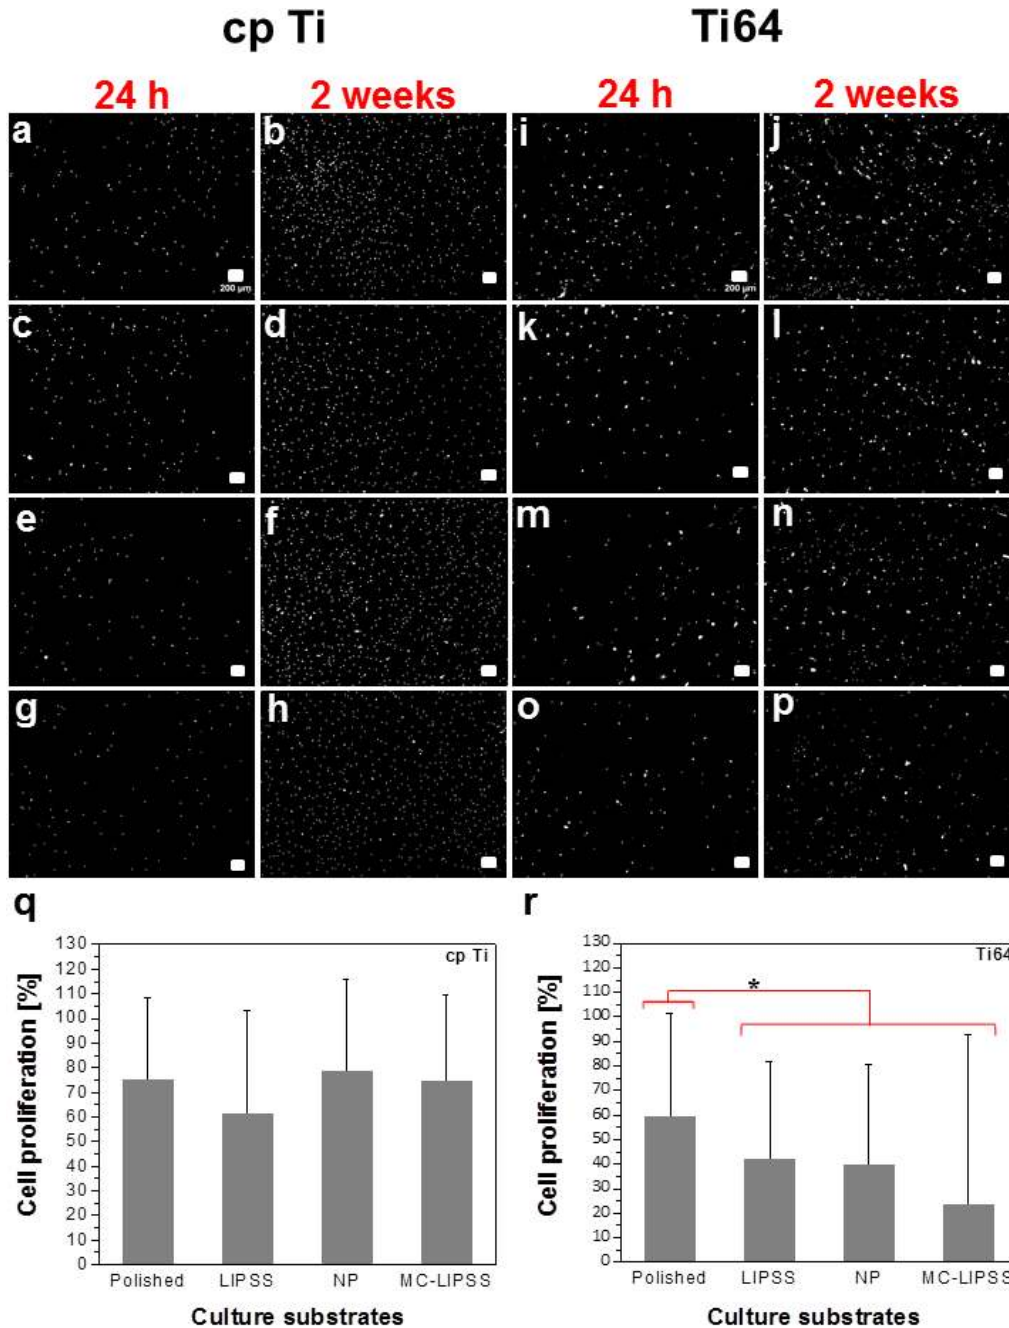 cp Ti Ti64
24 h 2 weeks 24 h 2 weeks
a b i j
200 µm 200 µm
c d k l
e f m n
g h o p
q r
130 cp Ti 130 Ti64
120 120
110 110
100 * 100
90 90
80 80
70 70
60 60
50 50
40 40
30 30
20 20
10 10
0 0
Cell proliferation [%] Cell proliferation [%]
Polished LIPSS NP MC-LIPSS Polished LIPSS NP MC-LIPSS
Culture substrates Culture substrates